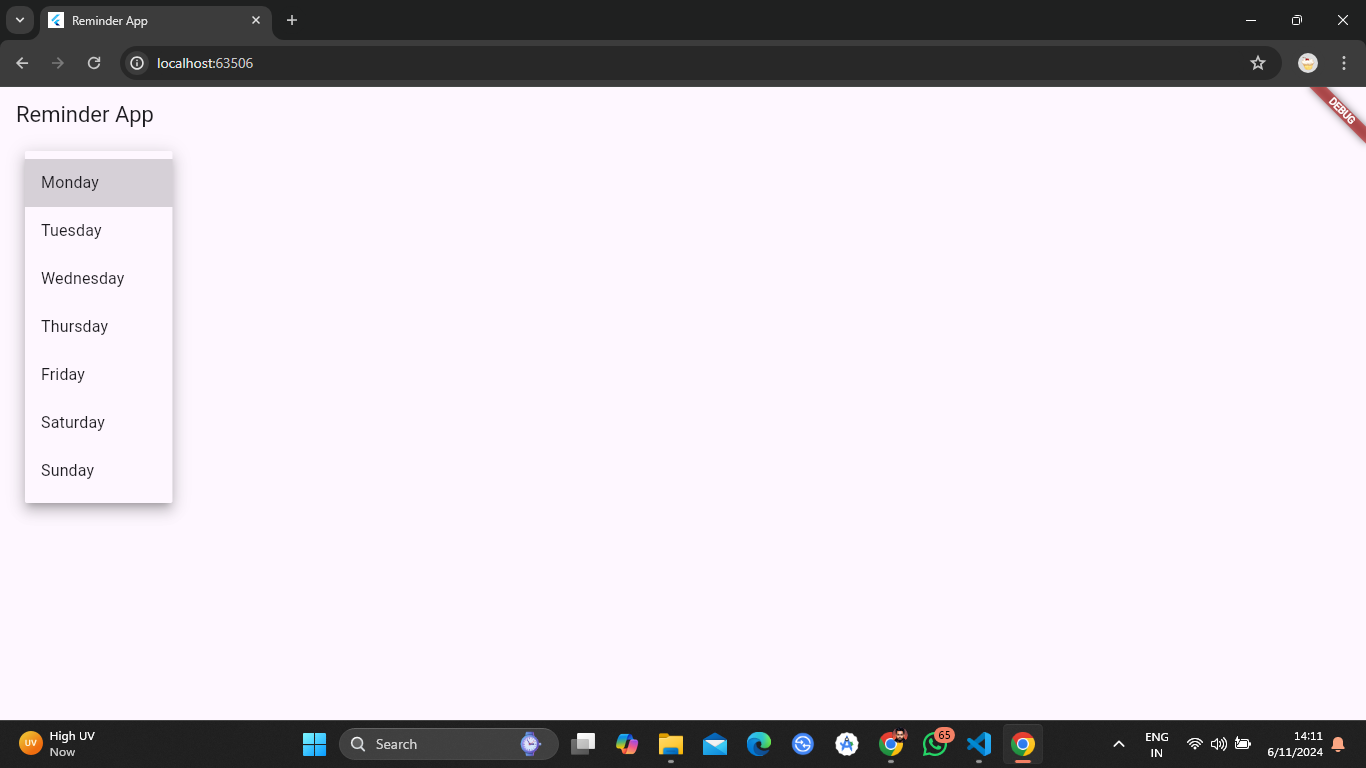 Reminder App
localhost:63506
Reminder App
DEBUG
Monday
Tuesday
Wednesday
Thursday
Friday
Saturday
Sunday
UV
High UV
Now
Search
65
ENG
IN
14:11
6/11/2024